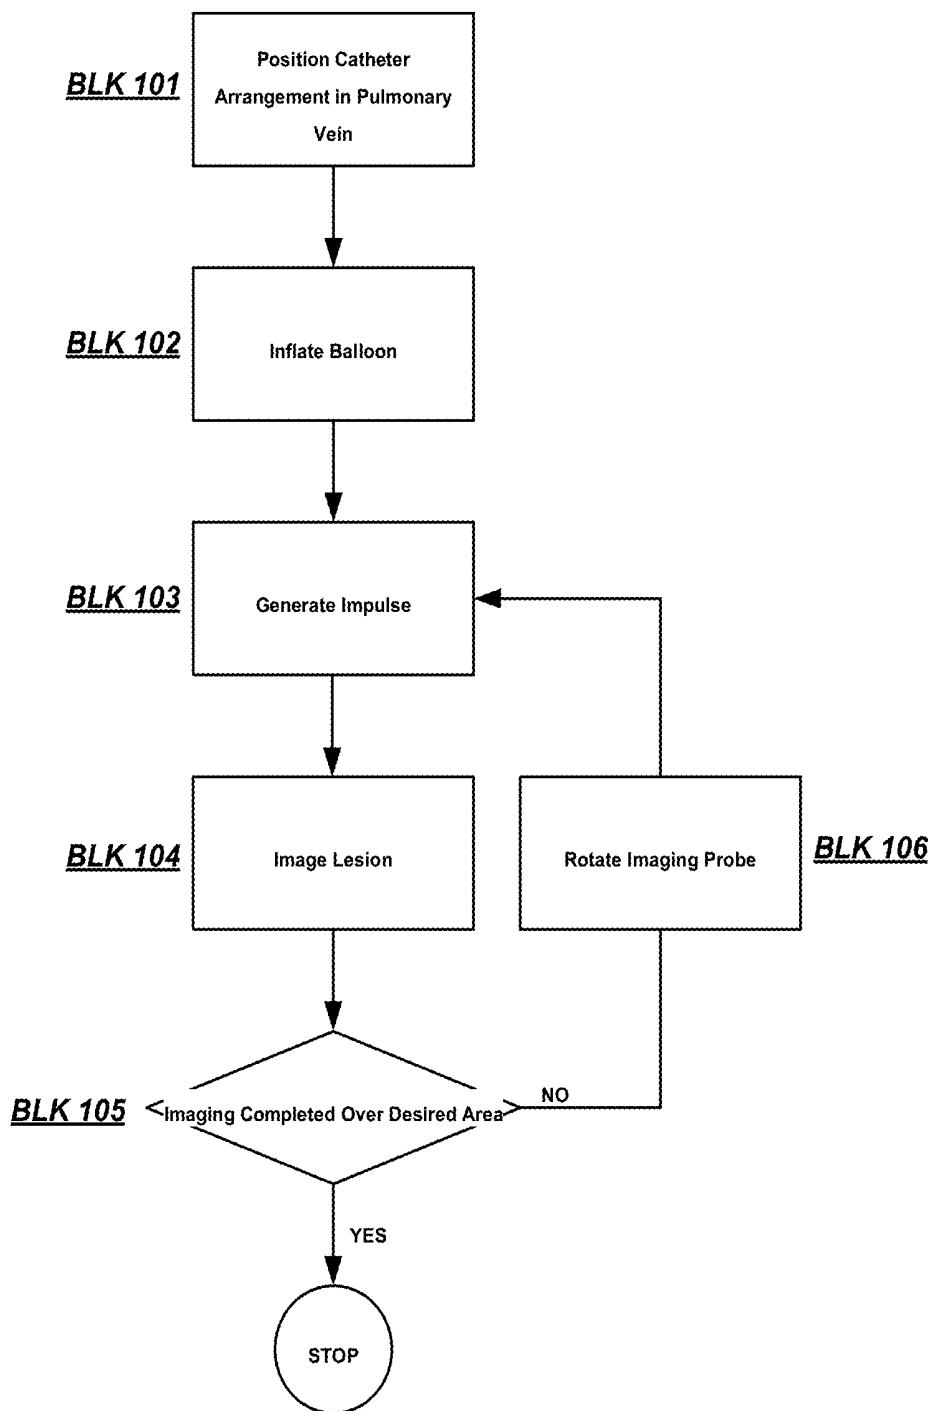 BLK 101
Position Catheter
Arrangement in Pulmonary
Vein
BLK 102
Inflate Balloon
BLK 103
Generate Impulse
BLK 104
Image Lesion
Rotate Imaging Probe
BLK 106
BLK 105
Imaging Completed Over Desired Area
NO
YES
STOP